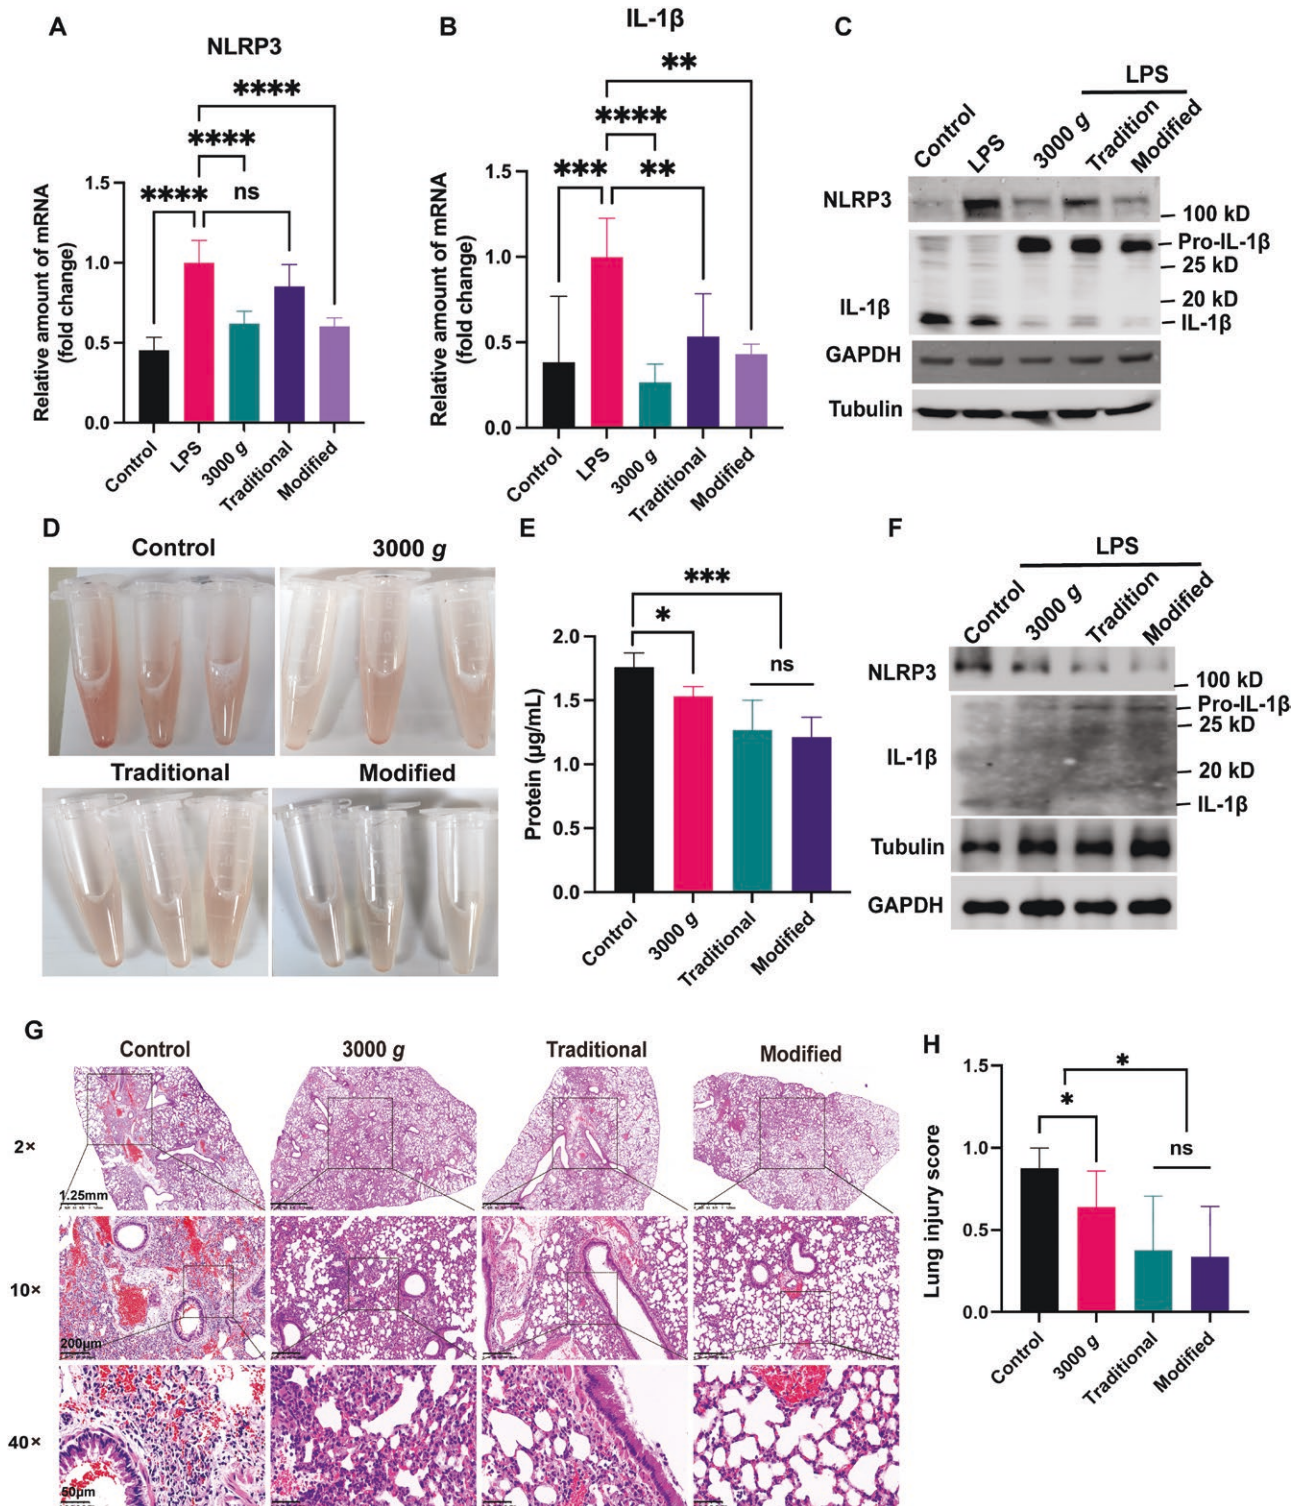 A
NLRP3
****
****
**** ns
Relative amount of mRNA
(fold change)
1.5
1.0
0.5
0.0
Control
LPS
3000 g
Traditional
Modified
B
IL-1β
**
****
*** **
Relative amount of mRNA
(fold change)
1.5
1.0
0.5
0.0
Control
LPS
3000 g
Traditional
Modified
C
LPS
Control
LPS
3000 g
Tradition
Modified
NLRP3
100 kD
Pro-IL-1β
25 kD
20 kD
IL-1β
IL-1β
GAPDH
Tubulin
D
Control
3000 g
Traditional
Modified
E
***
*
ns
Protein (μg/mL)
2.0
1.5
1.0
0.5
0.0
Control
3000 g
Traditional
Modified
F
LPS
Control
3000 g
Tradition
Modified
NLRP3
100 kD
Pro-IL-1β
25 kD
IL-1β
20 kD
IL-1β
Tubulin
GAPDH
G
Control
3000 g
Traditional
Modified
2×
1.25mm
10×
200μm
40×
50μm
H
*
*
ns
Lung injury score
1.5
1.0
0.5
0.0
Control
3000 g
Traditional
Modified